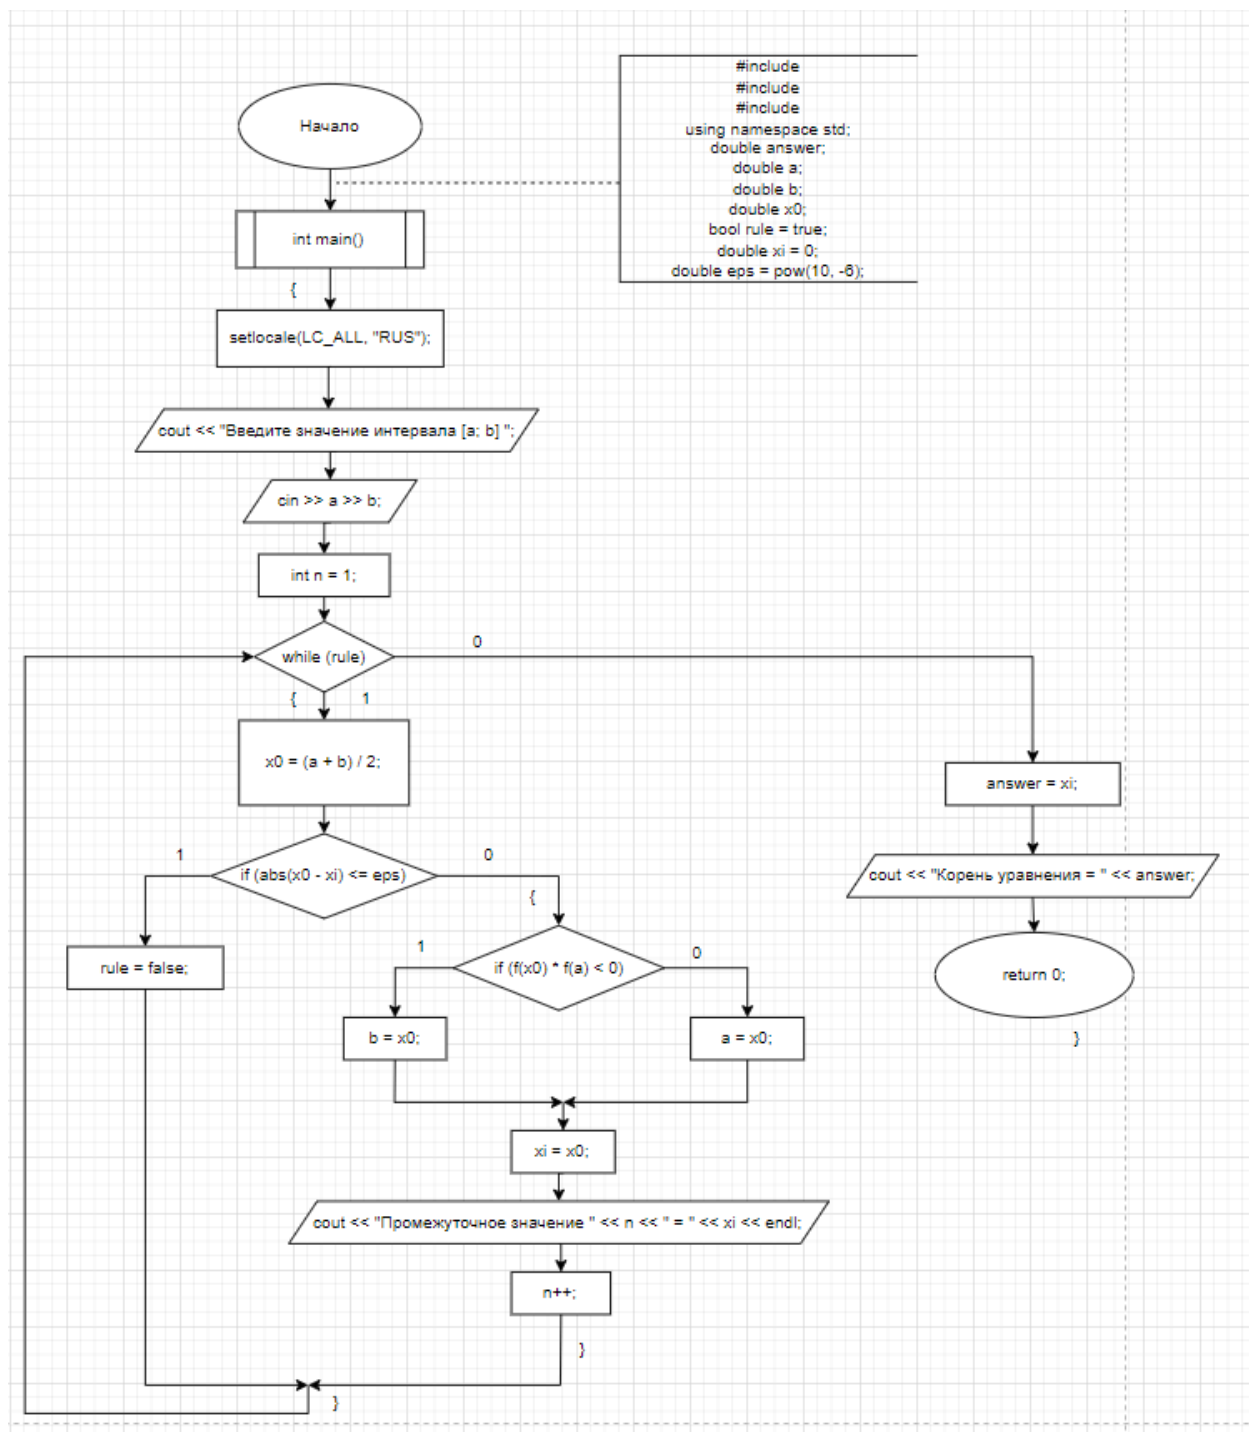 Начало
#include
#include
#include
using namespace std;
double answer;
double a;
double b;
double x0;
bool rule = true;
double xi = 0;
double eps = pow(10, -6);
int main()
{
setlocale(LC_ALL, "RUS");
cout << "Введите значение интервала [a; b] ";
cin >> a >> b;
int n = 1;
while (rule)
0
{
1
x0 = (a + b) / 2;
answer = xi;
if (abs(x0 - xi) <= eps)
1
0
cout << "Корень уравнения = " << answer;
{
rule = false;
if (f(x0) * f(a) < 0)
1
0
return 0;
b = x0;
a = x0;
}
xi = x0;
cout << "Промежуточное значение " << n << " = " << xi << endl;
n++;
}
}